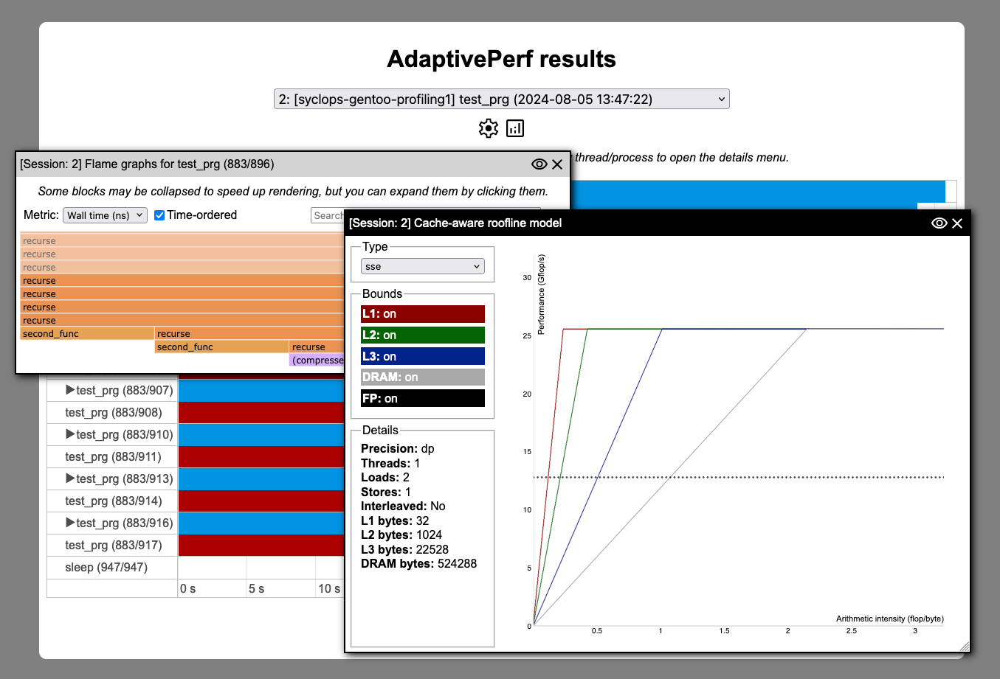 AdaptivePerf results
2: [syclops-gentoo-profiling1] test_prg (2024-08-05 13:47:22)
thread/process to open the details menu.
[Session: 2] Flame graphs for test_prg (883/896)
Some blocks may be collapsed to speed up rendering, but you can expand them by clicking them.
Metric: Wall time (ns) Time-ordered Search
recurse
recurse
recurse
recurse
recurse
recurse
recurse
second_func recurse
second_func recurse
(compresse
test_prg (883/907)
test_prg (883/908)
test_prg (883/910)
test_prg (883/911)
test_prg (883/913)
test_prg (883/914)
test_prg (883/916)
test_prg (883/917)
sleep (947/947)
0 s 5 s 10 s
[Session: 2] Cache-aware roofline model
Type
sse
Bounds
L1: on
L2: on
L3: on
DRAM: on
FP: on
Details
Precision: dp
Threads: 1
Loads: 2
Stores: 1
Interleaved: No
L1 bytes: 32
L2 bytes: 1024
L3 bytes: 22528
DRAM bytes: 524288
Performance (Gflop/s)
30
25
20
15
10
5
0
Arithmetic intensity (flop/byte)
0.5 1 1.5 2 2.5 3